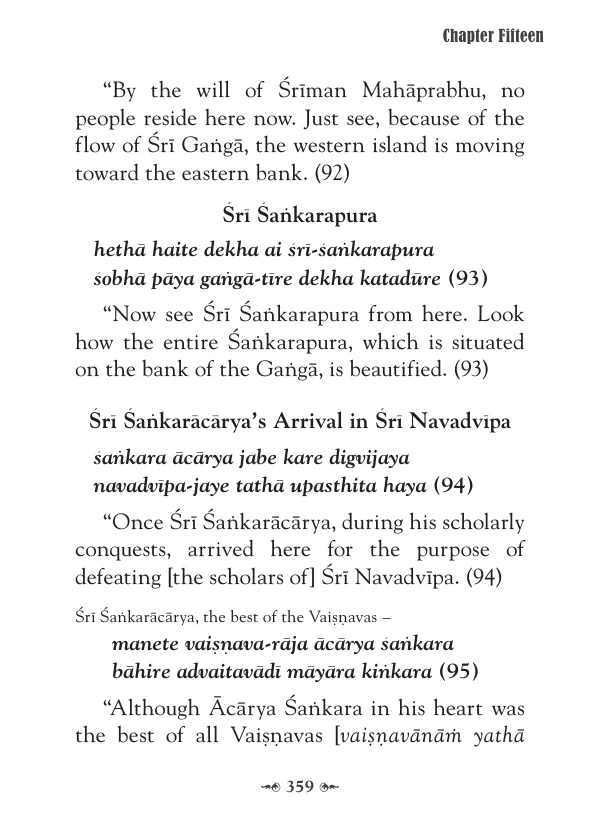 Chapter Fifteen
“By the will of Śrīman Mahāprabhu, no
people reside here now. Just see, because of the
flow of Śrī Gaṅgā, the western island is moving
toward the eastern bank. (92)
Śrī Śaṅkarapura
hethā haite dekha ai śrī-śaṅkarapura
śobhā pāya gaṅgā-tīre dekha katadūre (93)
“Now see Śrī Śaṅkarapura from here. Look
how the entire Śaṅkarapura, which is situated
on the bank of the Gaṅgā, is beautified. (93)
Śrī Śaṅkarācārya’s Arrival in Śrī Navadvīpa
śaṅkara ācārya jabe kare digvijaya
navadvīpa-jaye tathā upasthita haya (94)
“Once Śrī Śaṅkarācārya, during his scholarly
conquests, arrived here for the purpose of
defeating [the scholars of] Śrī Navadvīpa. (94)
Śrī Śaṅkarācārya, the best of the Vaiṣṇavas –
manete vaiṣṇava-rāja ācārya śaṅkara
bāhire advaitavādī māyāra kiṅkara (95)
“Although Ācārya Śaṅkara in his heart was
the best of all Vaiṣṇavas [vaiṣṇavānāṁ yathā
359